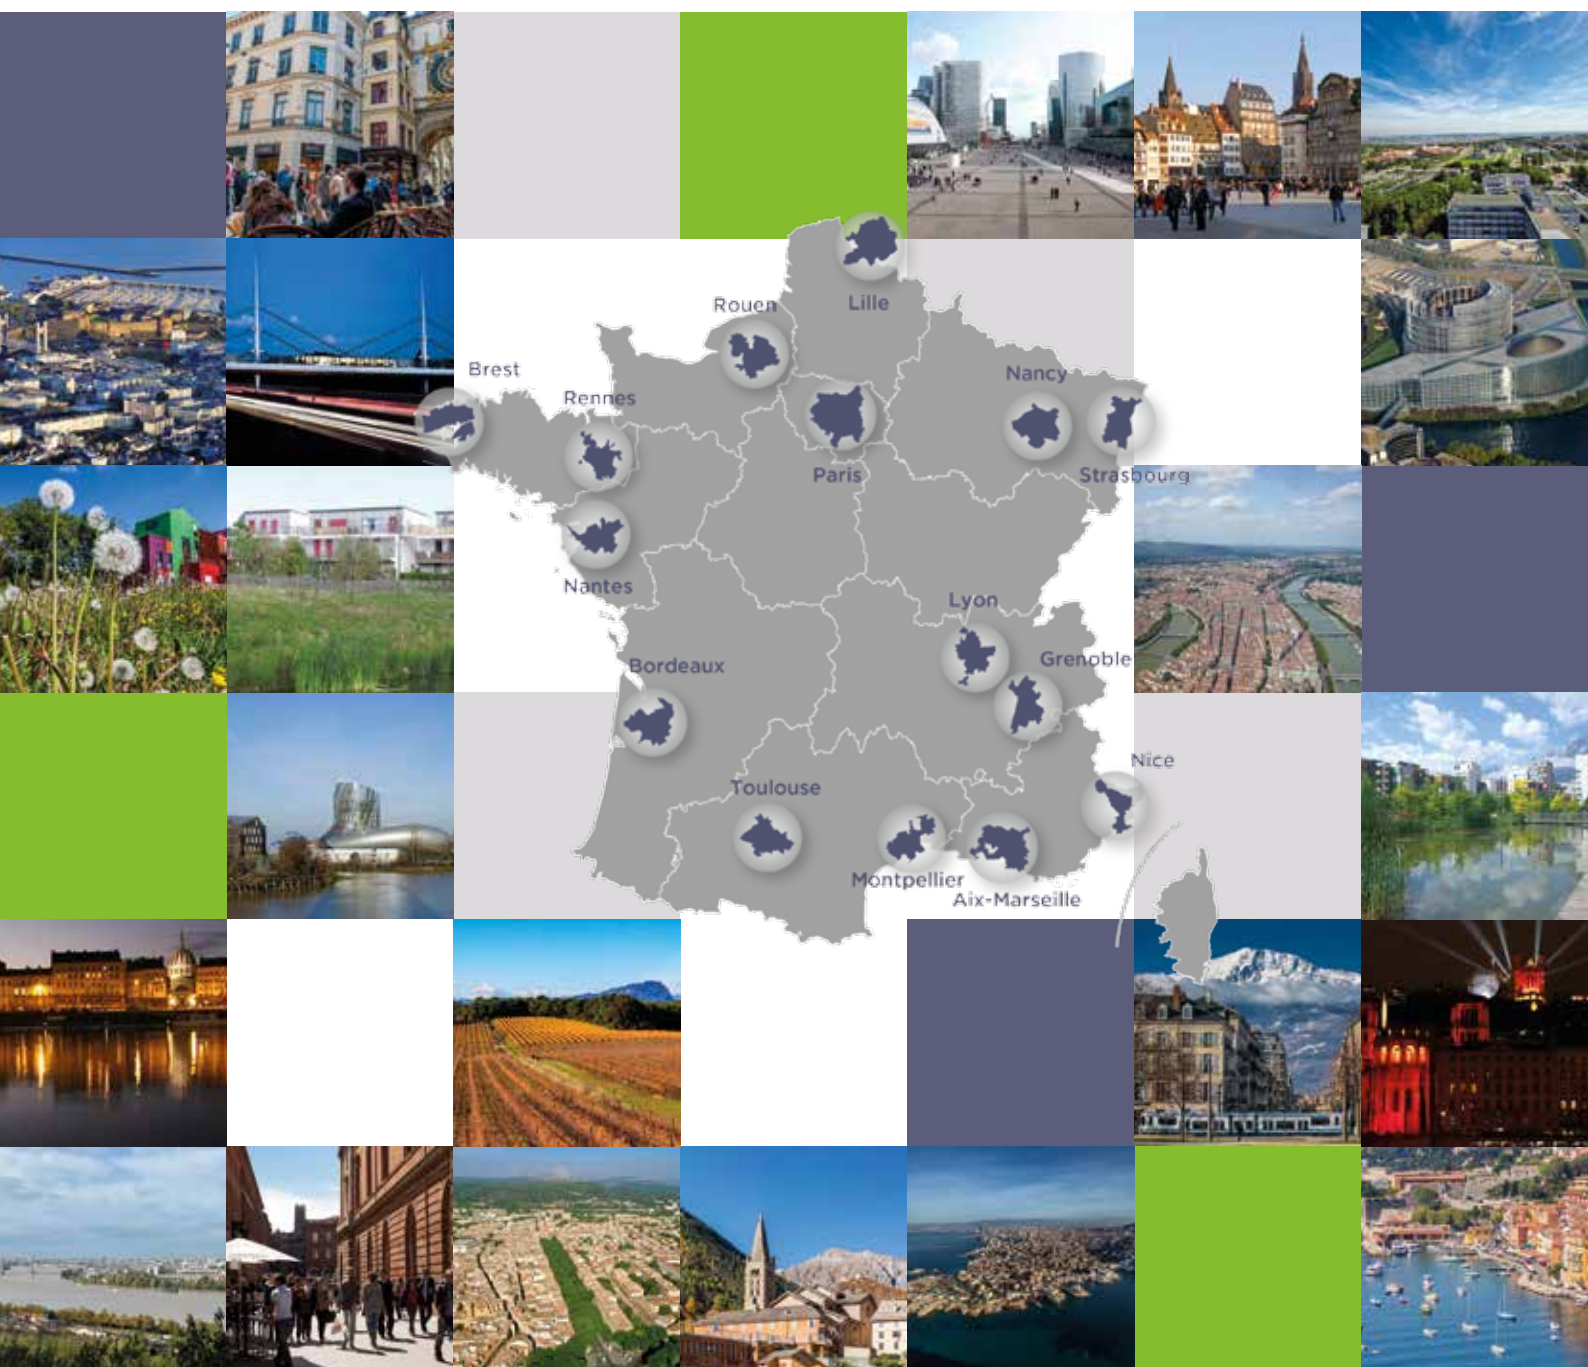 Rouen
Lille
Brest
Nancy
Rennes
Paris
Strasbourg
Nantes
Lyon
Grenoble
Bordeaux
Nice
Toulouse
Montpellier
Aix-Marseille